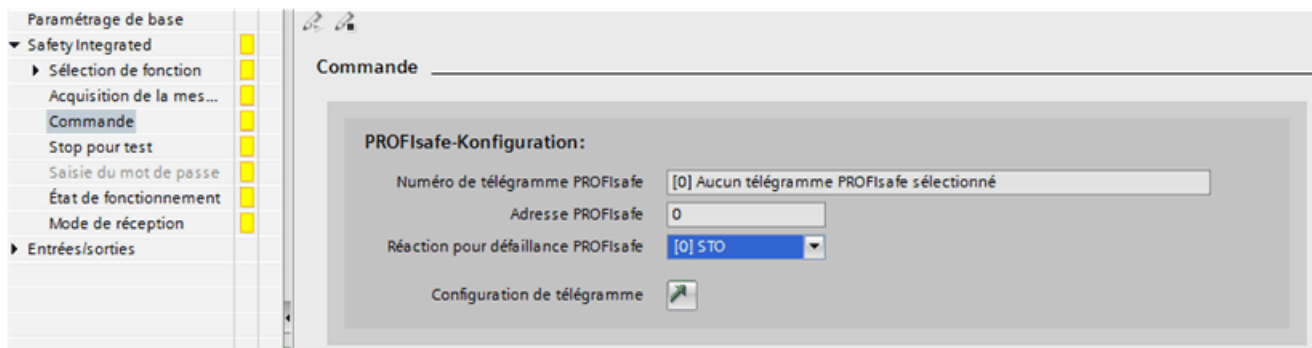 Paramétrage de base
Safety Integrated
Sélection de fonction
Acquisition de la mes...
Commande
Stop pour test
Saisie du mot de passe
État de fonctionnement
Mode de réception
Entrées/sorties
Commande
PROFIsafe-Konfiguration:
Numéro de télégramme PROFIsafe [0] Aucun télégramme PROFIsafe sélectionné
Adresse PROFIsafe 0
Réaction pour défaillance PROFIsafe [0] STO
Configuration de télégramme